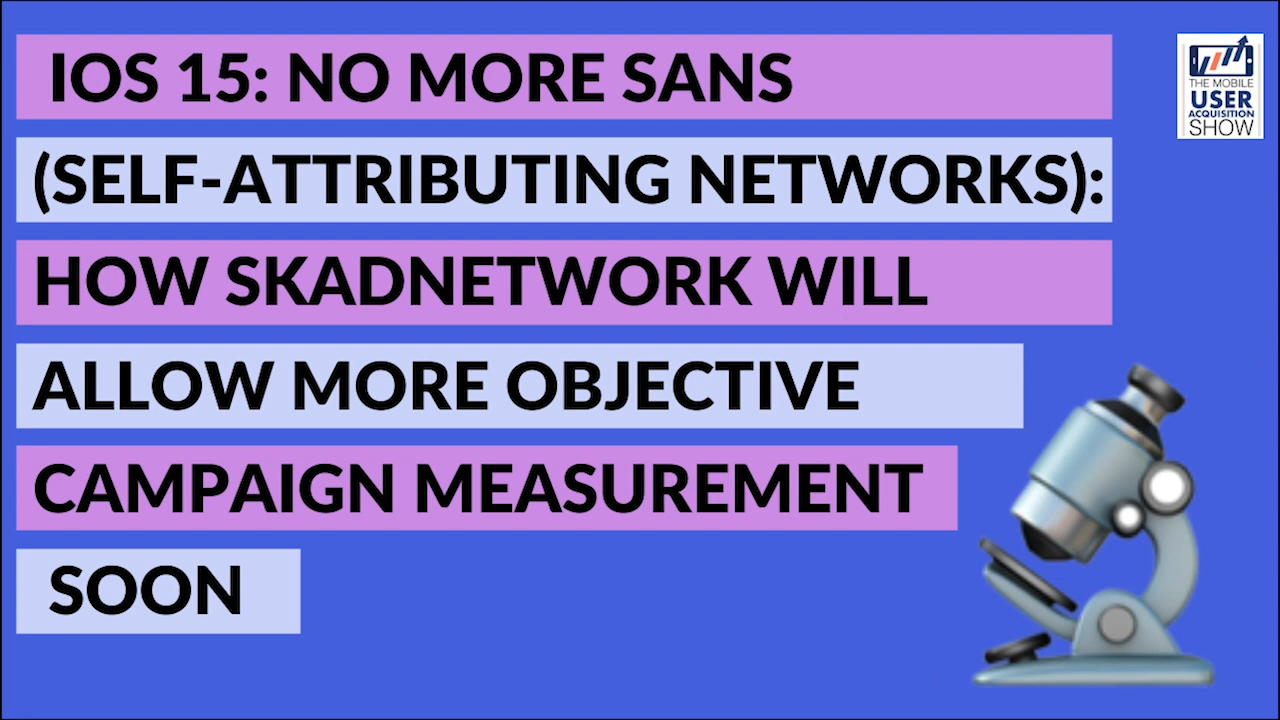 IOS 15: NO MORE SANS
(SELF-ATTRIBUTING NETWORKS):
HOW SKADNETWORK WILL
ALLOW MORE OBJECTIVE
CAMPAIGN MEASUREMENT
SOON
THE MOBILE
USER
ACQUISITION
SHOW